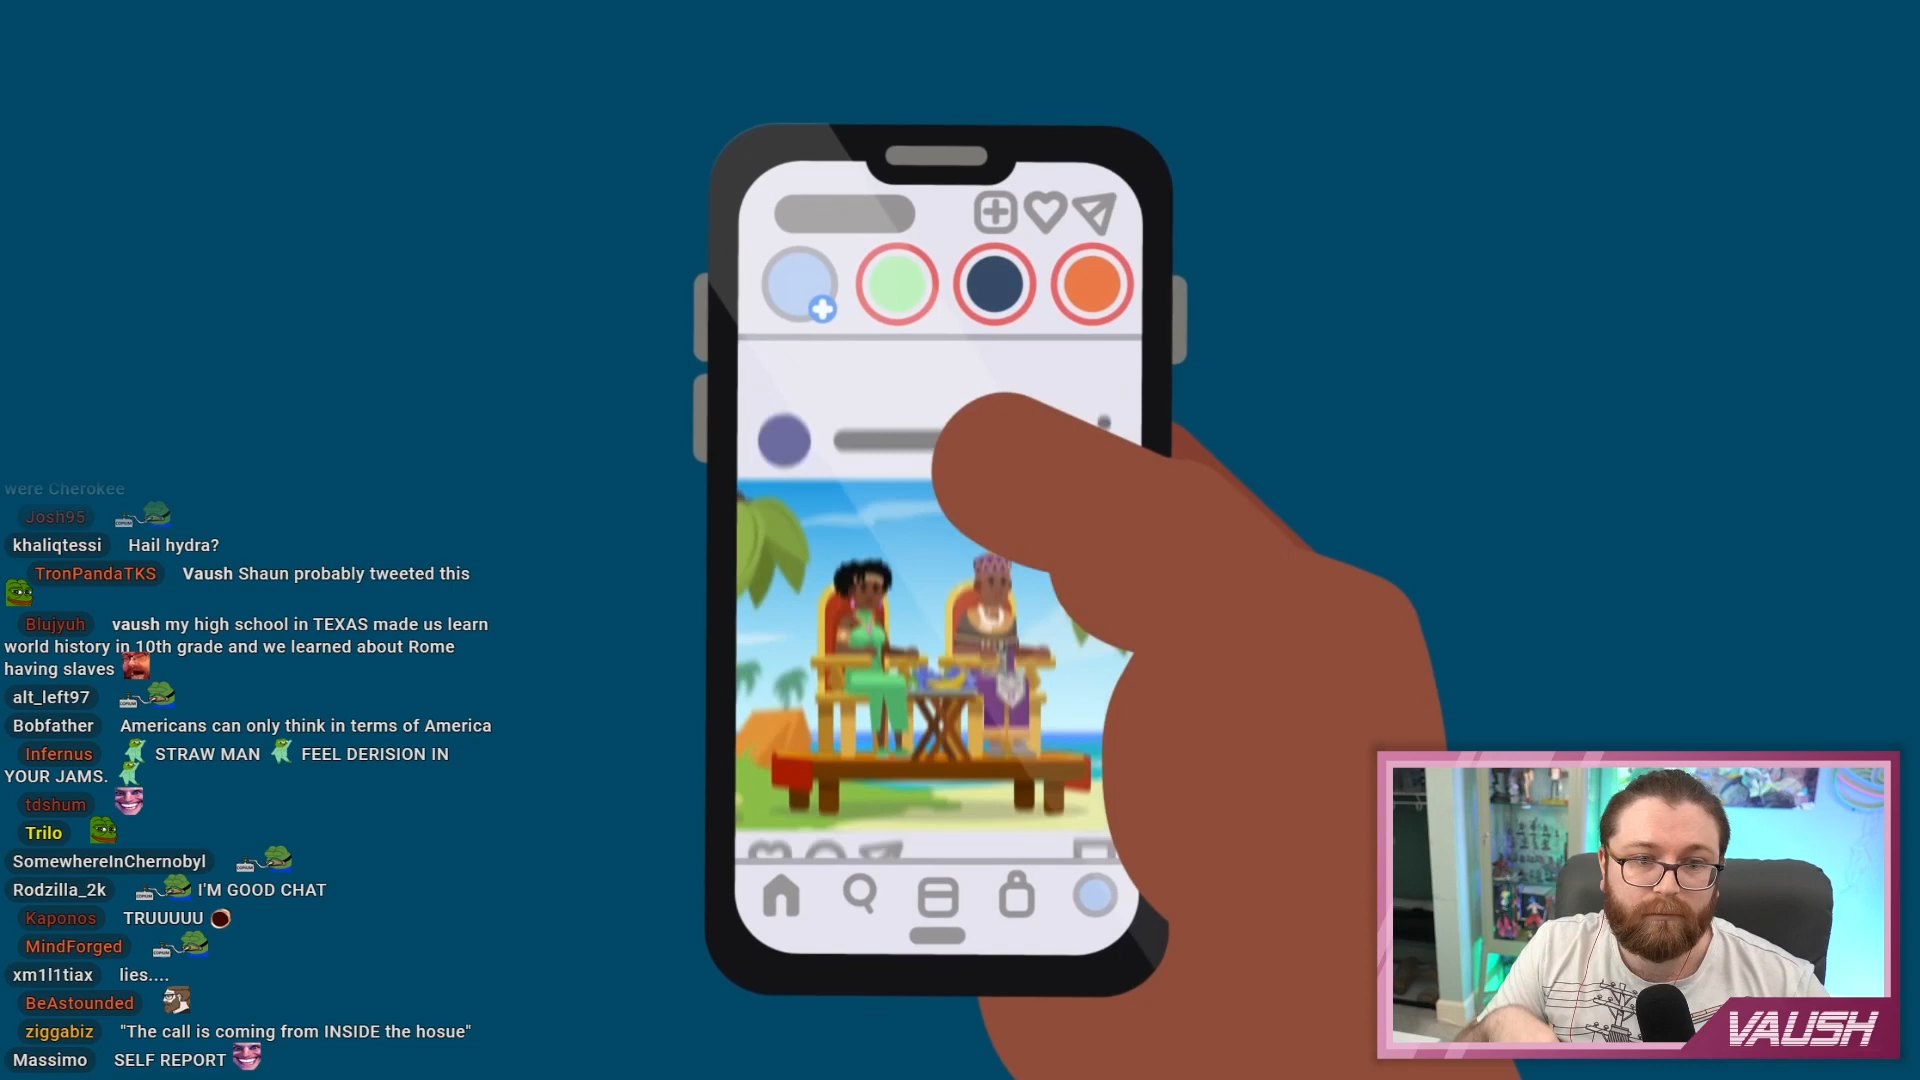 were Cherokee
Josh95
khaliqtessi Hail hydra?
TronPandaTKS Vaush Shaun probably tweeted this
Blujyuh vaush my high school in TEXAS made us learn
world history in 10th grade and we learned about Rome
having slaves
alt_left97
Bobfather Americans can only think in terms of America
Infernus STRAW MAN FEEL DERISION IN
YOUR JAMS.
tdshum
Trilo
SomewhereInChernobyl
Rodzilla_2k I'M GOOD CHAT
Kaponos TRUUUUU
MindForged
xm1l1tiax lies....
BeAstounded
ziggabiz "The call is coming from INSIDE the hosue"
Massimo SELF REPORT
VAUSH